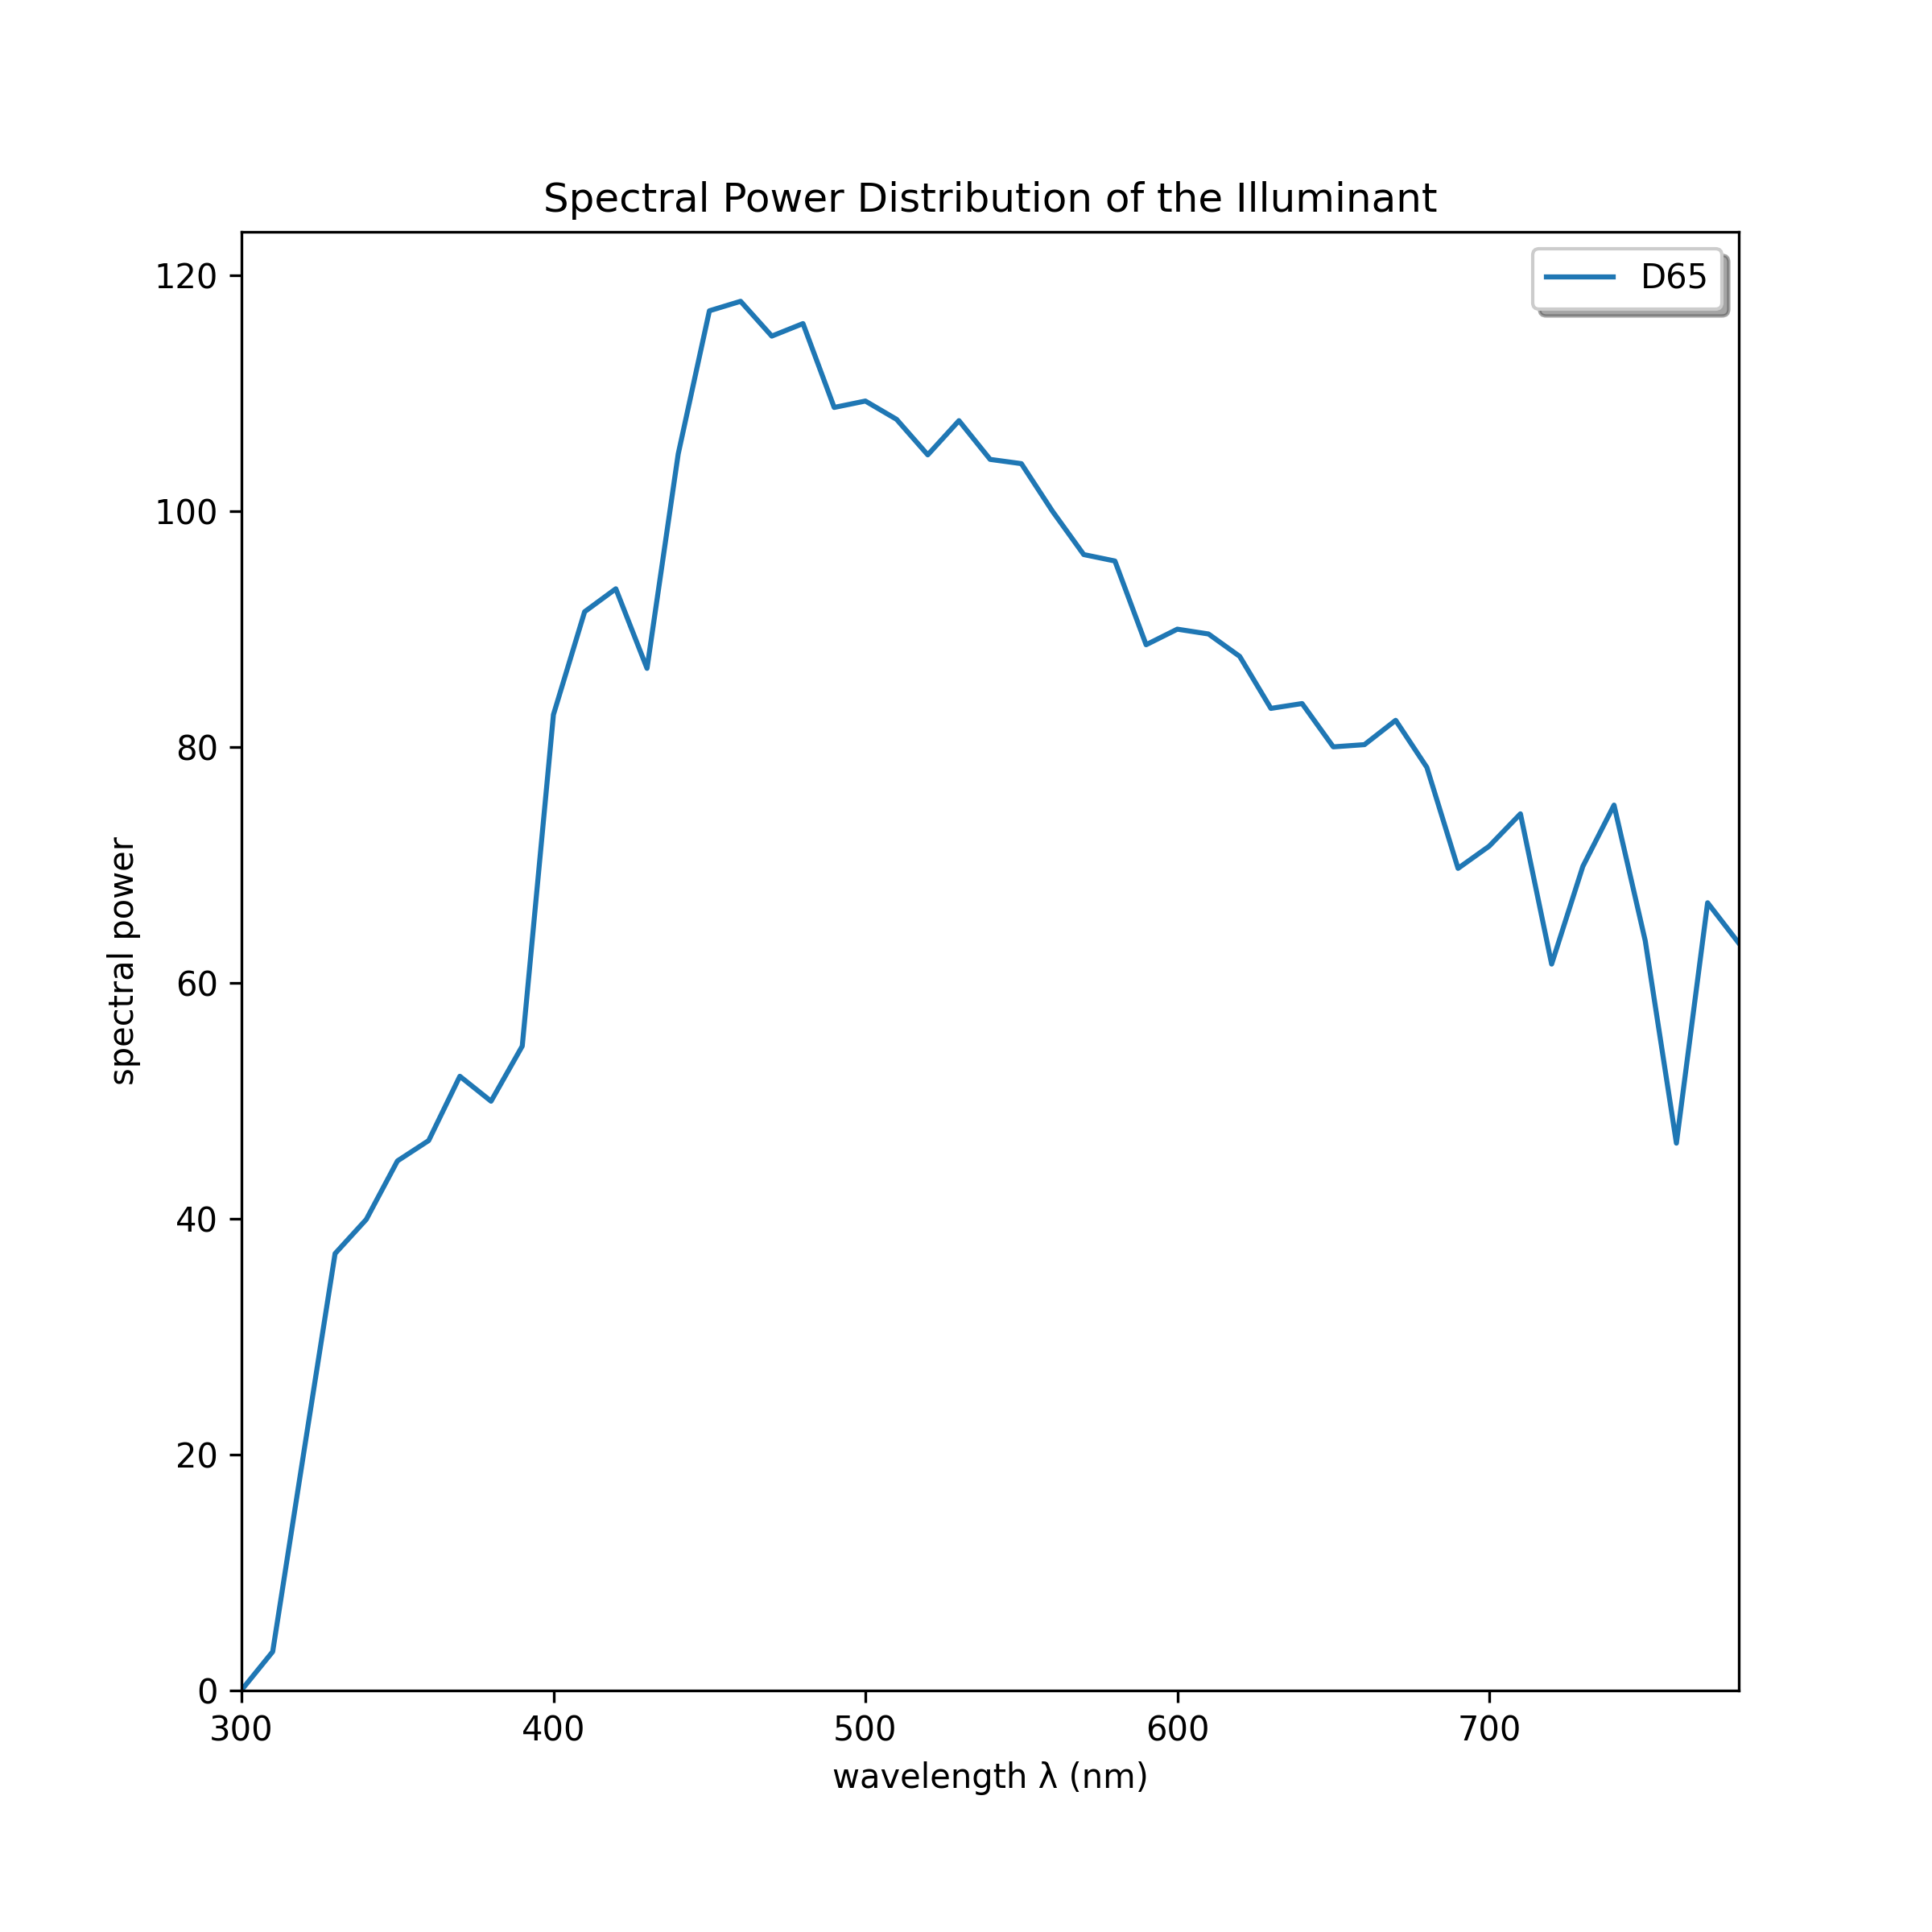 Spectral Power Distribution of the Illuminant
D65
120
100
80
60
40
20
0
spectral power
300 400 500 600 700
wavelength λ (nm)